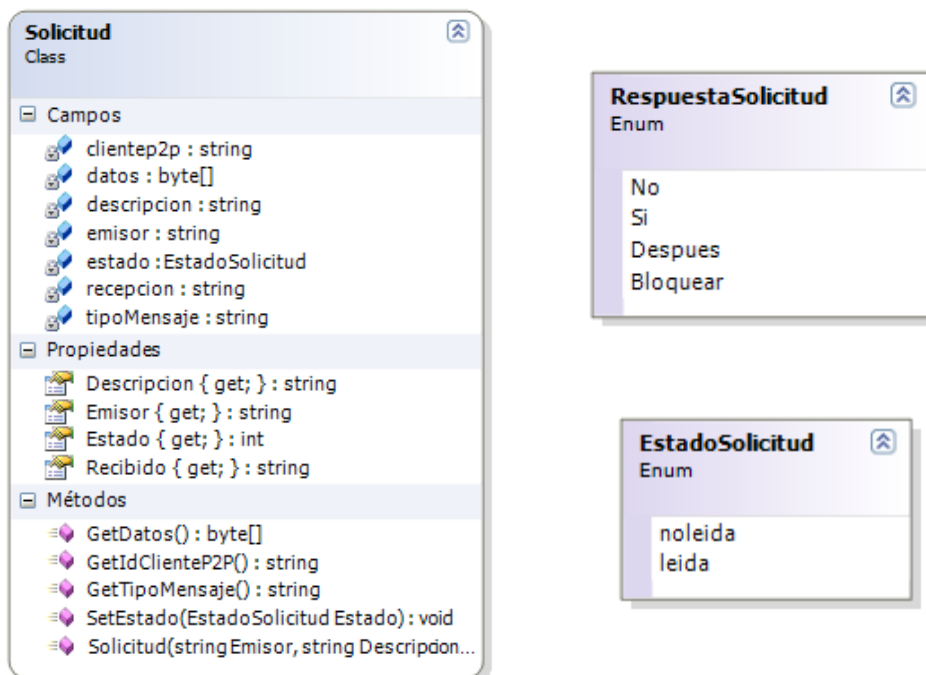 Solicitud
Class
Campos
clientep2p : string
datos : byte[]
descripcion : string
emisor : string
estado : EstadoSolicitud
recepcion : string
tipoMensaje : string
Propiedades
Descripcion { get; } : string
Emisor { get; } : string
Estado { get; } : int
Recibido { get; } : string
Métodos
GetDatos() : byte[]
GetIdClienteP2P() : string
GetTipoMensaje() : string
SetEstado(EstadoSolicitud Estado) : void
Solicitud(string Emisor, string Descripcion...
RespuestaSolicitud
Enum
No
Si
Despues
Bloquear
EstadoSolicitud
Enum
noleida
leida